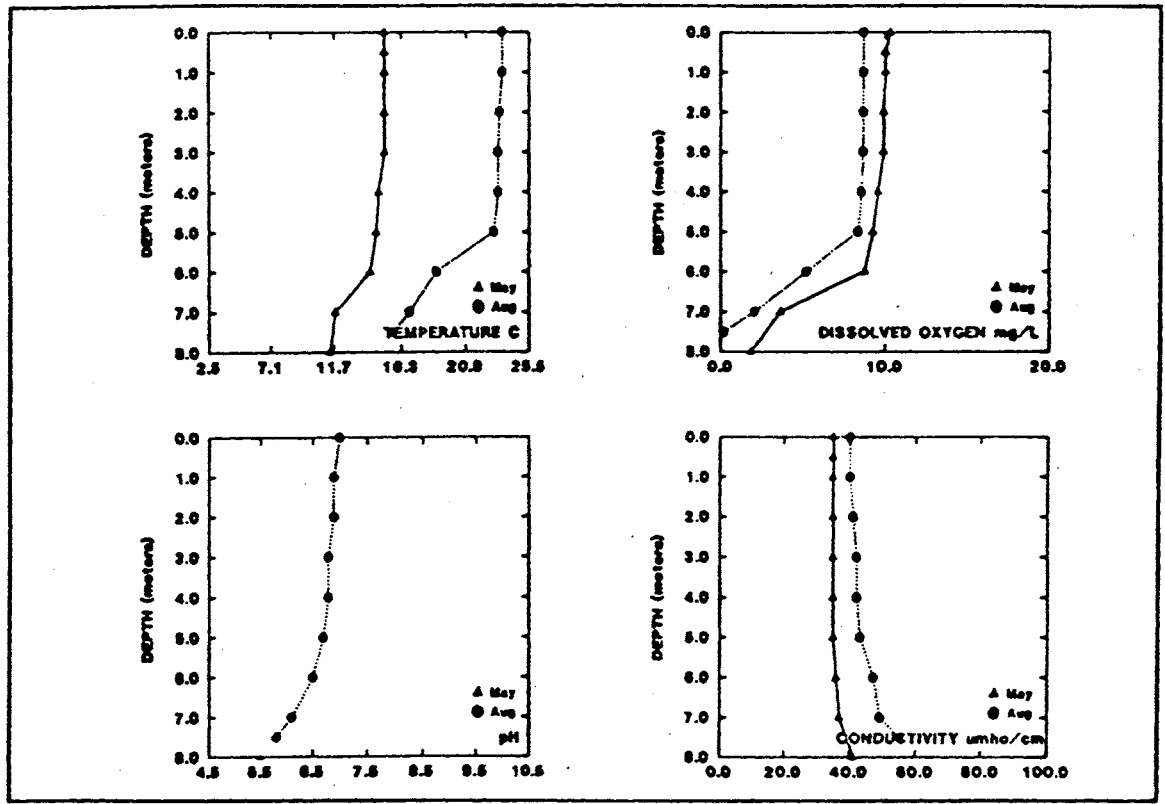 DEPTH (meters)
0.0
1.0
2.0
3.0
4.0
5.0
6.0
7.0
8.0
May
Aug
TEMPERATURE C
2.5 7.1 11.7 16.3 20.9 25.5
DEPTH (meters)
0.0
1.0
2.0
3.0
4.0
5.0
6.0
7.0
8.0
May
Aug
DISSOLVED OXYGEN mg/L
0.0 10.0 20.0
DEPTH (meters)
0.0
1.0
2.0
3.0
4.0
5.0
6.0
7.0
8.0
May
Aug
pH
4.5 5.5 6.5 7.5 8.5 9.5 10.5
DEPTH (meters)
0.0
1.0
2.0
3.0
4.0
5.0
6.0
7.0
8.0
May
Aug
CONDUCTIVITY umho/cm
0.0 20.0 40.0 60.0 80.0 100.0